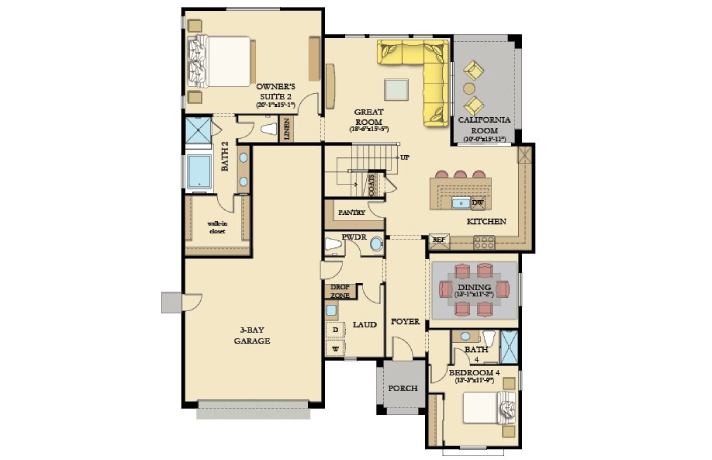 OWNER'S
SUITE 2
(20'-1"x15'-1")
GREAT
ROOM
(18'-6"x15'-5")
CALIFORNIA
ROOM
(10'-0"x15'-11")
LINEN
BATH 2
UP
COATS
walk-in
closet
PANTRY
DW
KITCHEN
REF
PWDR
DROP
ZONE
DINING
(13'-1"x11'-2")
3-BAY
GARAGE
D
W
LAUD
FOYER
BATH
4
BEDROOM 4
(13'-3"x11'-9")
PORCH